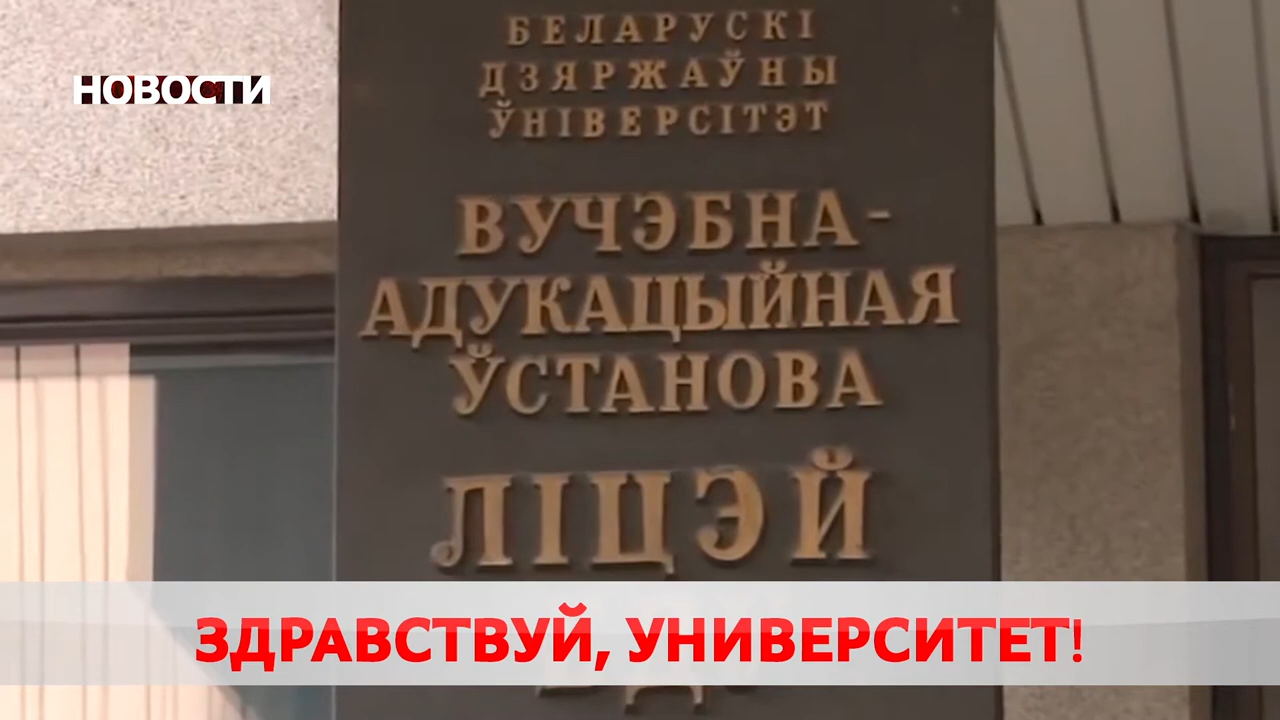 НОВОСТИ
БЕЛАРУСКІ
ДЗЯРЖАЎНЫ
ЎНІВЕРСІТЭТ
ВУЧЭБНА-
АДУКАЦЫЙНАЯ
ЎСТАНОВА
ЛІЦЭЙ
ЗДРАВСТВУЙ, УНИВЕРСИТЕТ!